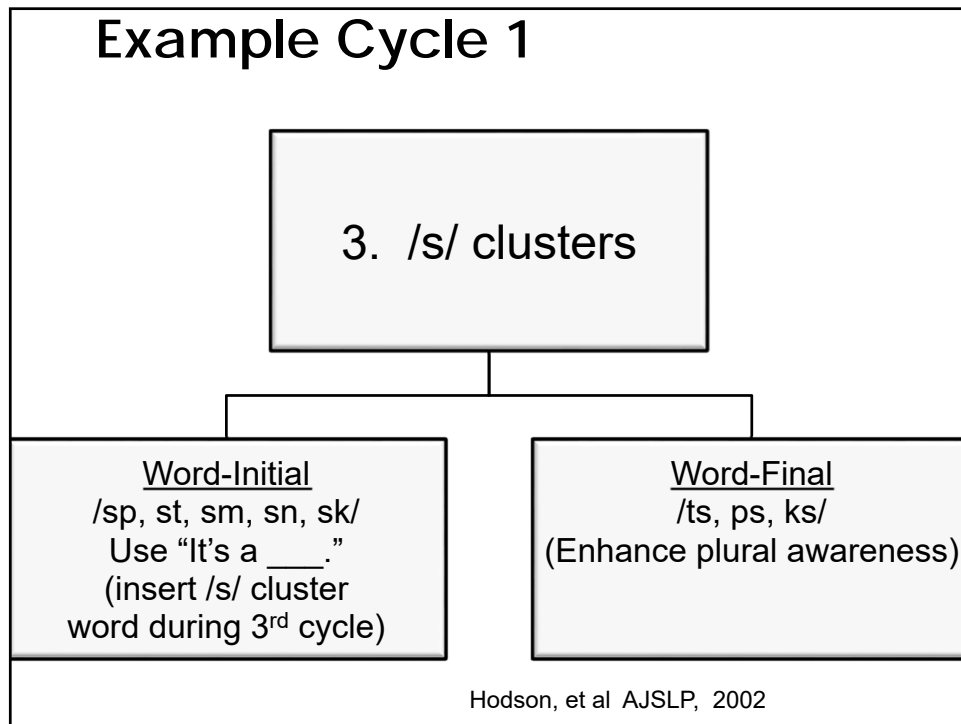 Example Cycle 1
3. /s/ clusters
Word-Initial
/sp, st, sm, sn, sk/
Use “It’s a ___.”
(insert /s/ cluster
word during 3rd cycle)
Word-Final
/ts, ps, ks/
(Enhance plural awareness)
Hodson, et al AJSLP, 2002